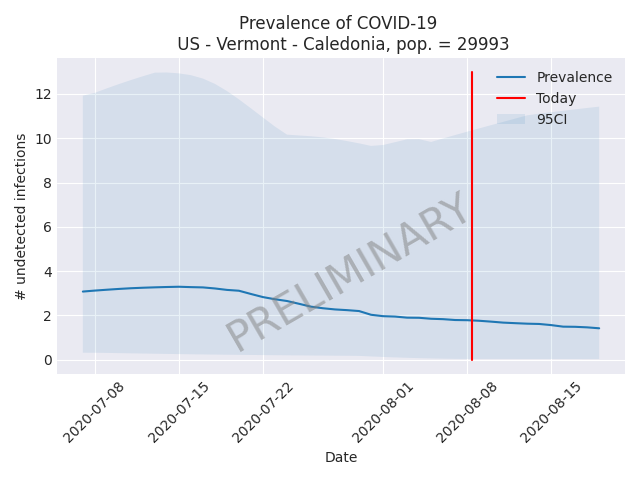 Prevalence of COVID-19
US - Vermont - Caledonia, pop. = 29993
Prevalence
Today
95CI
# undetected infections
12
10
8
6
4
2
0
PRELIMINARY
2020-07-08
2020-07-15
2020-07-22
2020-08-01
2020-08-08
2020-08-15
Date